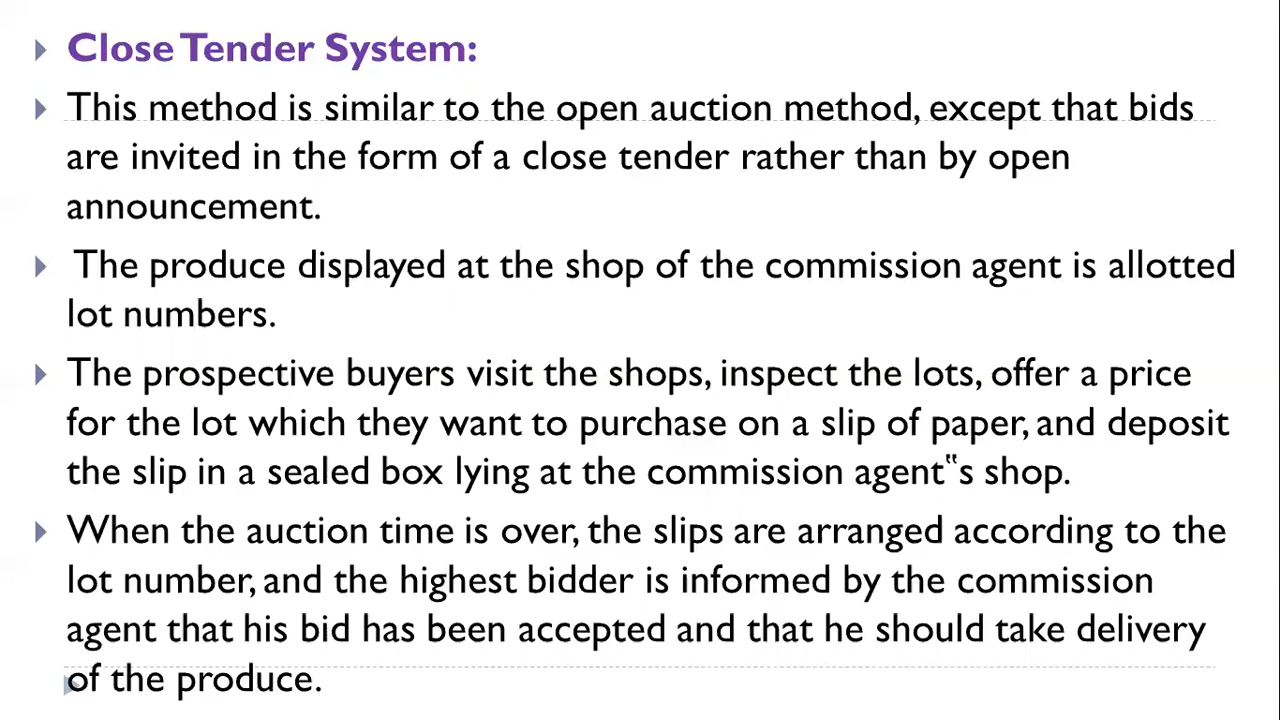 Close Tender System:
This method is similar to the open auction method, except that bids
are invited in the form of a close tender rather than by open
announcement.
The produce displayed at the shop of the commission agent is allotted
lot numbers.
The prospective buyers visit the shops, inspect the lots, offer a price
for the lot which they want to purchase on a slip of paper, and deposit
the slip in a sealed box lying at the commission agent‟s shop.
When the auction time is over, the slips are arranged according to the
lot number, and the highest bidder is informed by the commission
agent that his bid has been accepted and that he should take delivery
of the produce.